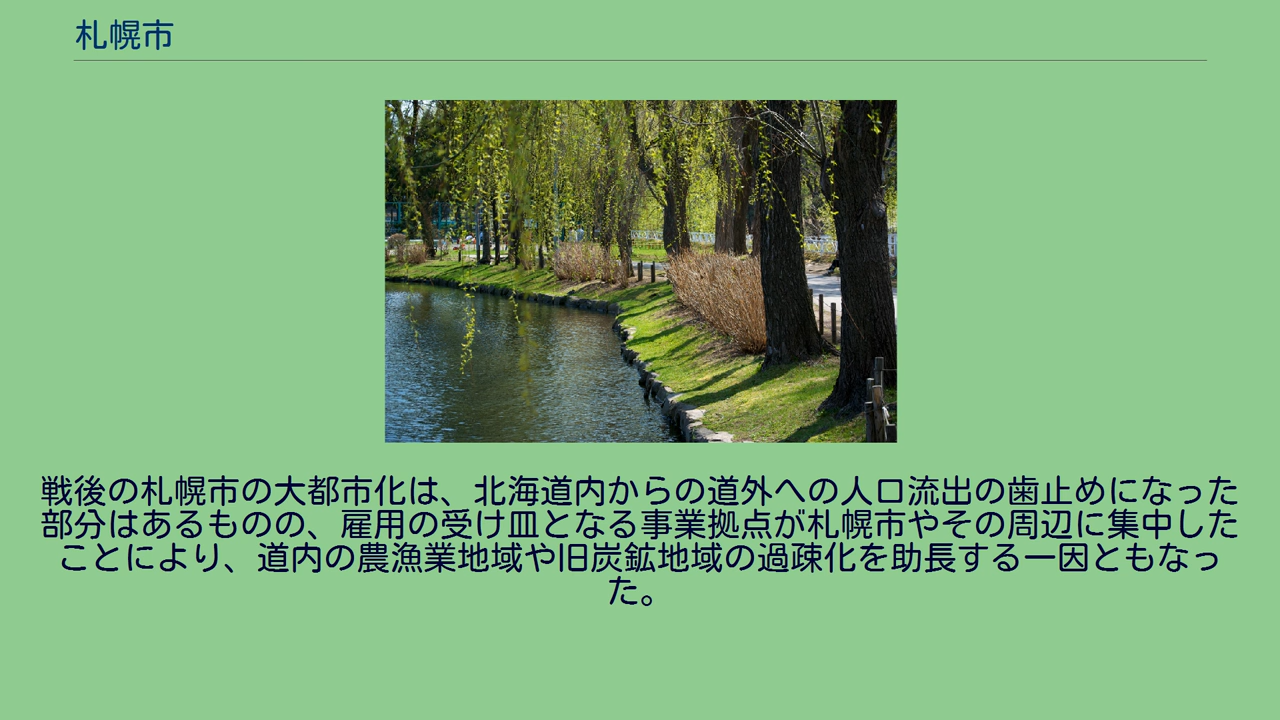 札幌市
戦後の札幌市の大都市化は、北海道内からの道外への人口流出の歯止めになった
部分はあるものの、雇用の受け皿となる事業拠点が札幌市やその周辺に集中した
ことにより、道内の農漁業地域や旧炭鉱地域の過疎化を助長する一因ともなっ
た。